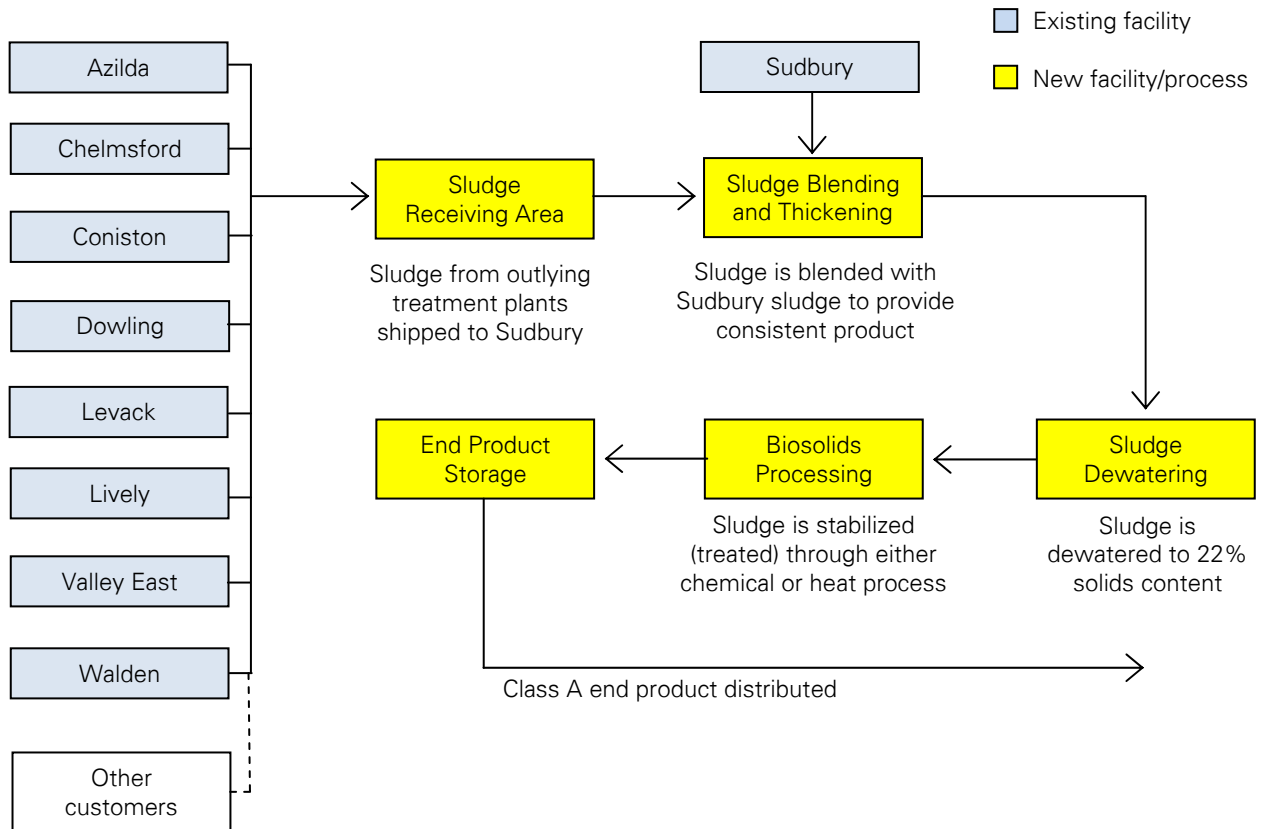 Existing facility
New facility/process
Azilda
Chelmsford
Coniston
Dowling
Levack
Lively
Valley East
Walden
Other
customers
Sludge
Receiving Area
Sludge from outlying
treatment plants
shipped to Sudbury
Sudbury
Sludge Blending
and Thickening
Sludge is blended with
Sudbury sludge to provide
consistent product
Sludge
Dewatering
Sludge is
dewatered to 22%
solids content
Biosolids
Processing
Sludge is stabilized
(treated) through either
chemical or heat process
End Product
Storage
Class A end product distributed